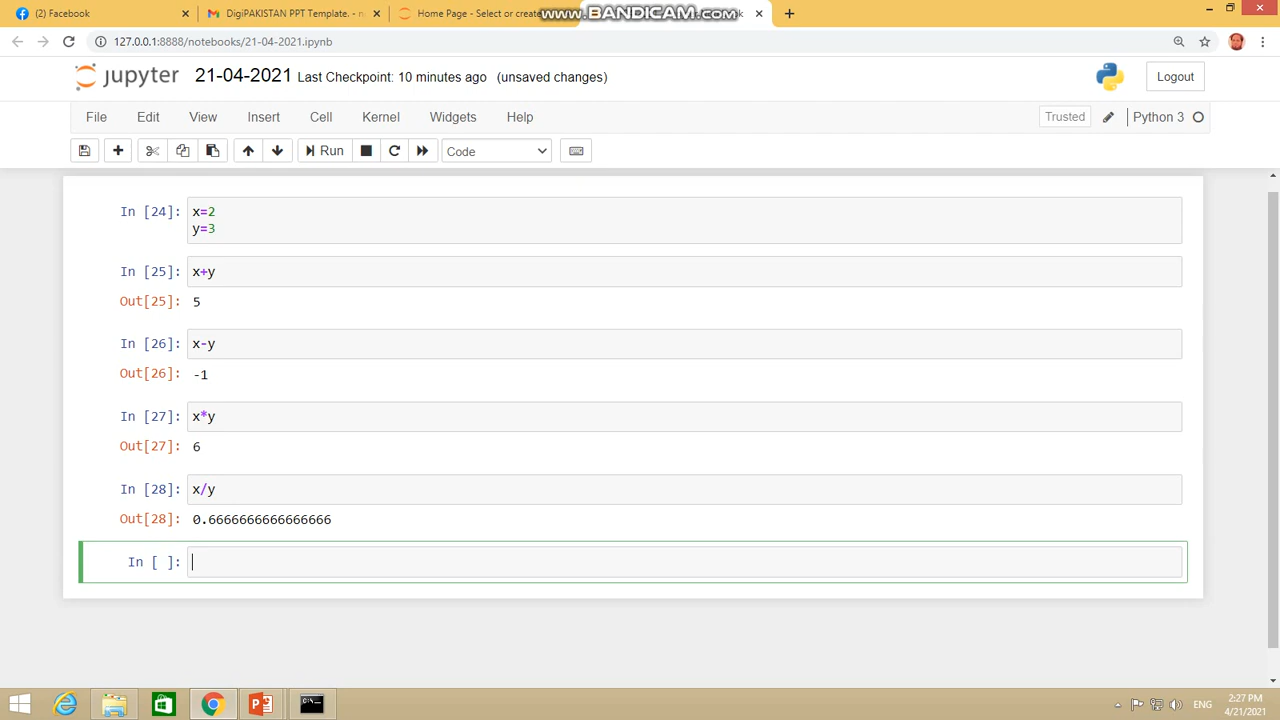 (2) Facebook
DigiPAKISTAN PPT Template. -
Home Page - Select or create
www.BANDICAM.com
127.0.0.1:8888/notebooks/21-04-2021.ipynb
jupyter 21-04-2021 Last Checkpoint: 10 minutes ago (unsaved changes)
Logout
File Edit View Insert Cell Kernel Widgets Help
Trusted Python 3
Run Code
In [24]: x=2
y=3
In [25]: x+y
Out[25]: 5
In [26]: x-y
Out[26]: -1
In [27]: x*y
Out[27]: 6
In [28]: x/y
Out[28]: 0.6666666666666666
In [ ]:
ENG
2:27 PM
4/21/2021